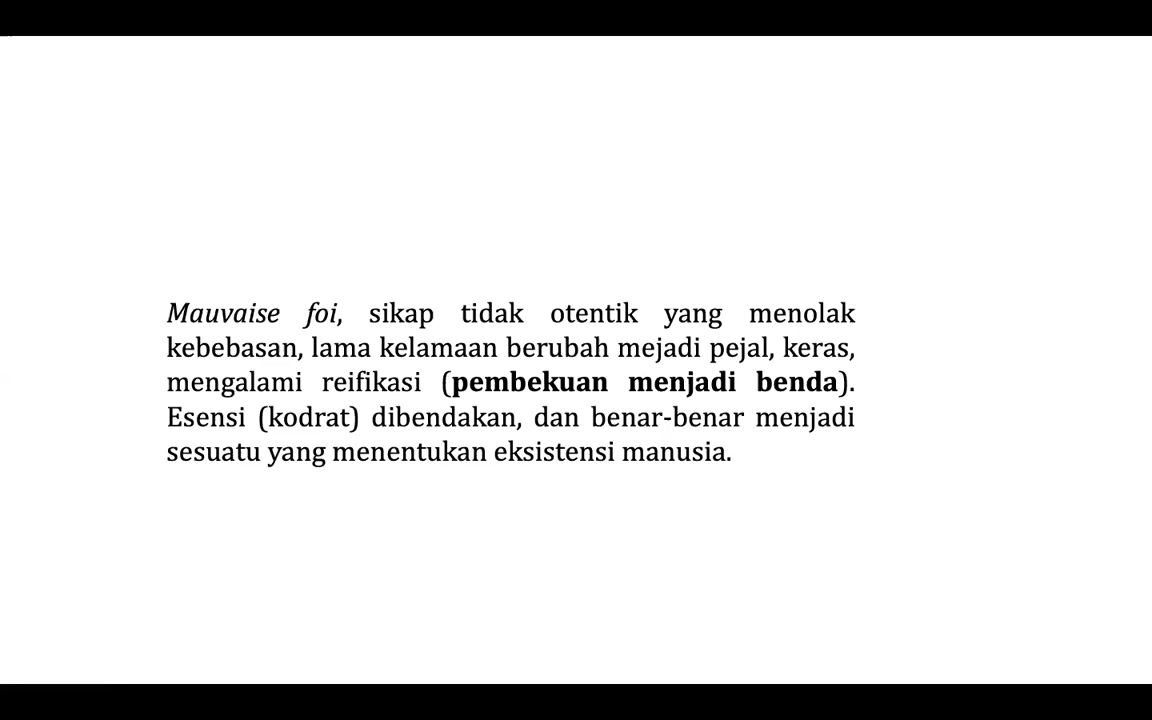 Mauvaise foi, sikap tidak otentik yang menolak
kebebasan, lama kelamaan berubah mejadi pejal, keras,
mengalami reifikasi (pembekuan menjadi benda).
Esensi (kodrat) dibendakan, dan benar-benar menjadi
sesuatu yang menentukan eksistensi manusia.